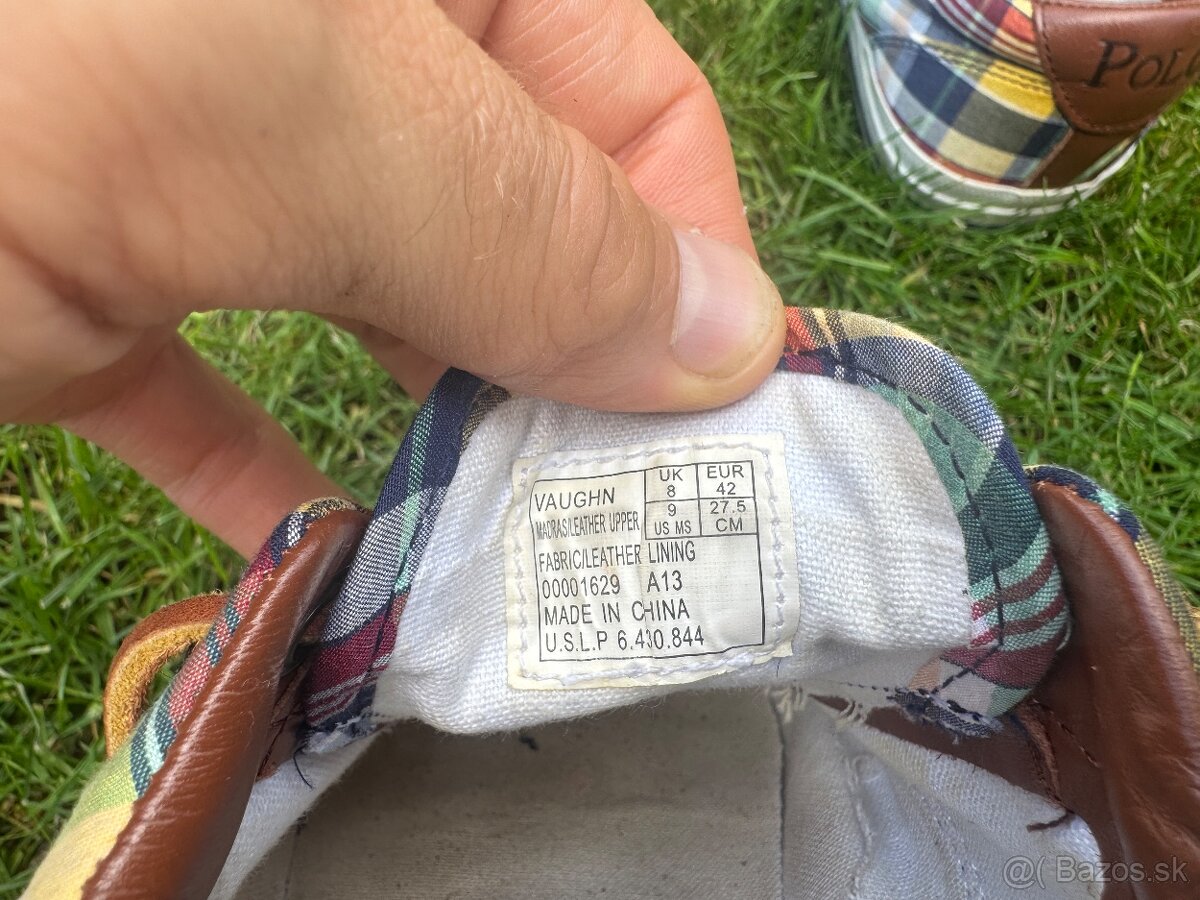 POLO
VAUGHN
MADRAS/LEATHER UPPER
UK EUR
8 42
9 27.5
US MS CM
FABRIC/LEATHER LINING
00001629 A13
MADE IN CHINA
U.S.L.P 6.430.844
@( Bazos.sk